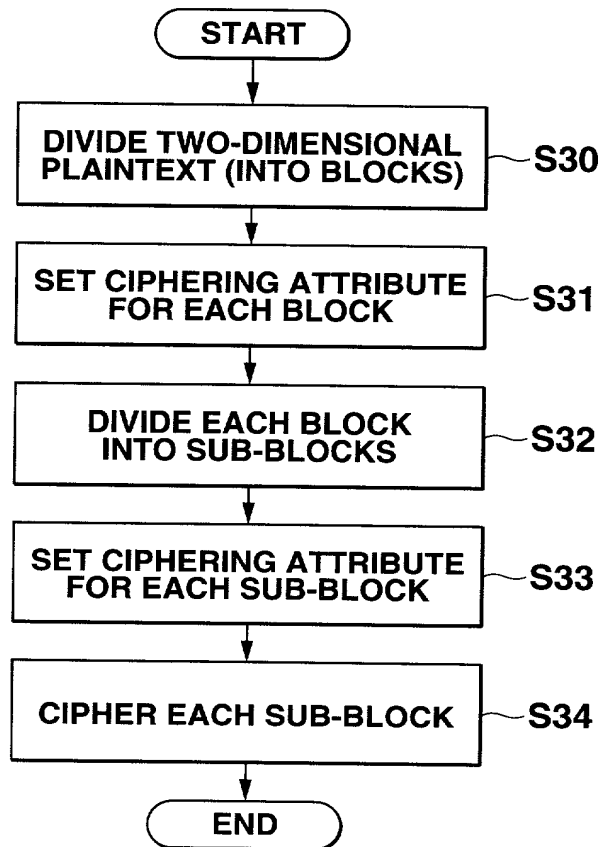 START
DIVIDE TWO-DIMENSIONAL
PLAINTEXT (INTO BLOCKS)
S30
SET CIPHERING ATTRIBUTE
FOR EACH BLOCK
S31
DIVIDE EACH BLOCK
INTO SUB-BLOCKS
S32
SET CIPHERING ATTRIBUTE
FOR EACH SUB-BLOCK
S33
CIPHER EACH SUB-BLOCK
S34
END